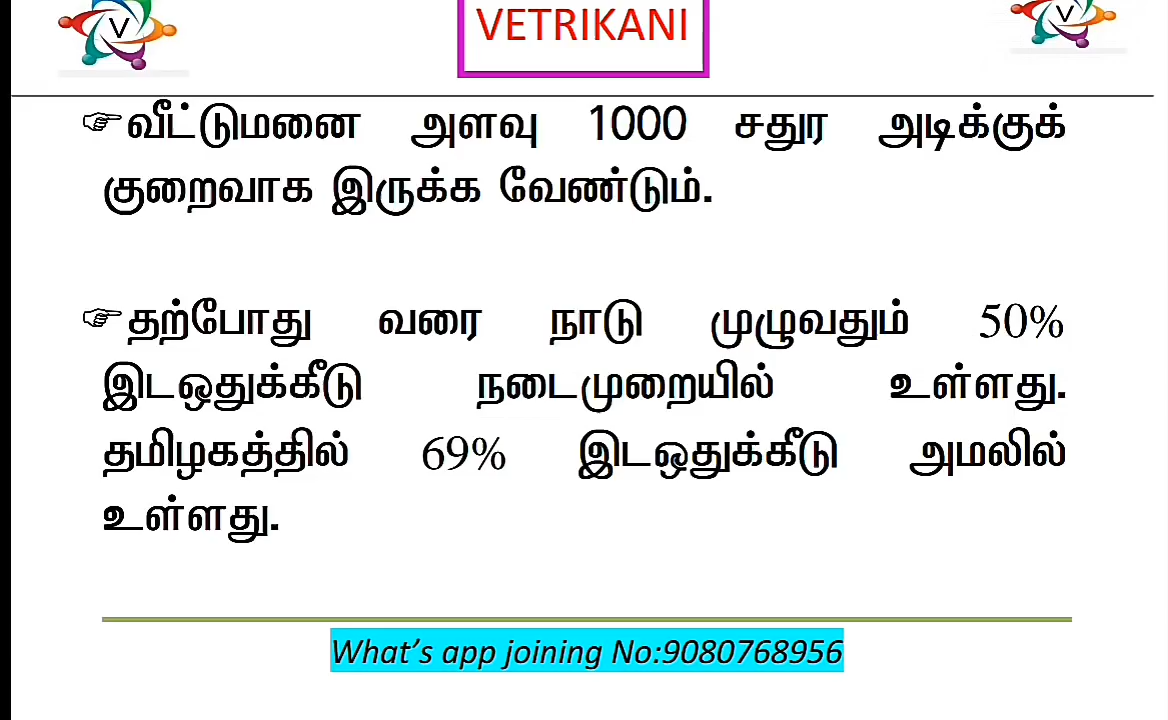 V
V
VETRIKANI
☞வீட்டுமனை அளவு 1000 சதுர அடிக்குக்
குறைவாக இருக்க வேண்டும்.
☞தற்போது வரை நாடு முழுவதும் 50%
இடஒதுக்கீடு நடைமுறையில் உள்ளது.
தமிழகத்தில் 69% இடஒதுக்கீடு அமலில்
உள்ளது.
What’s app joining No:9080768956